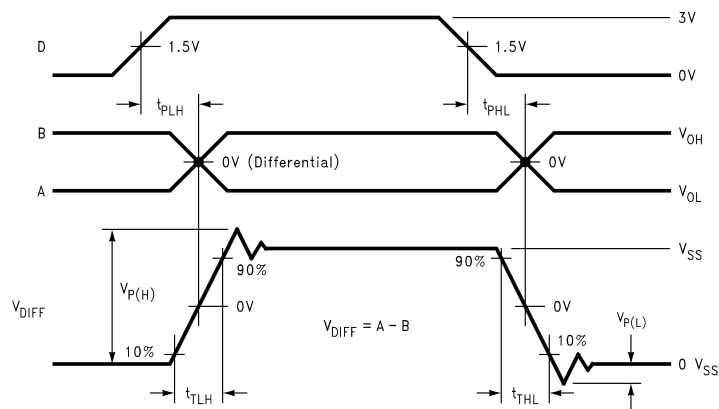 3V
D
1.5V
1.5V
0V
tPLH
tPHL
B
VOH
0V (Differential)
0V
A
VOL
VSS
90%
90%
VP(H)
VDIFF
0V
0V
VP(L)
VDIFF = A - B
10%
10%
0 VSS
tTLH
tTHL